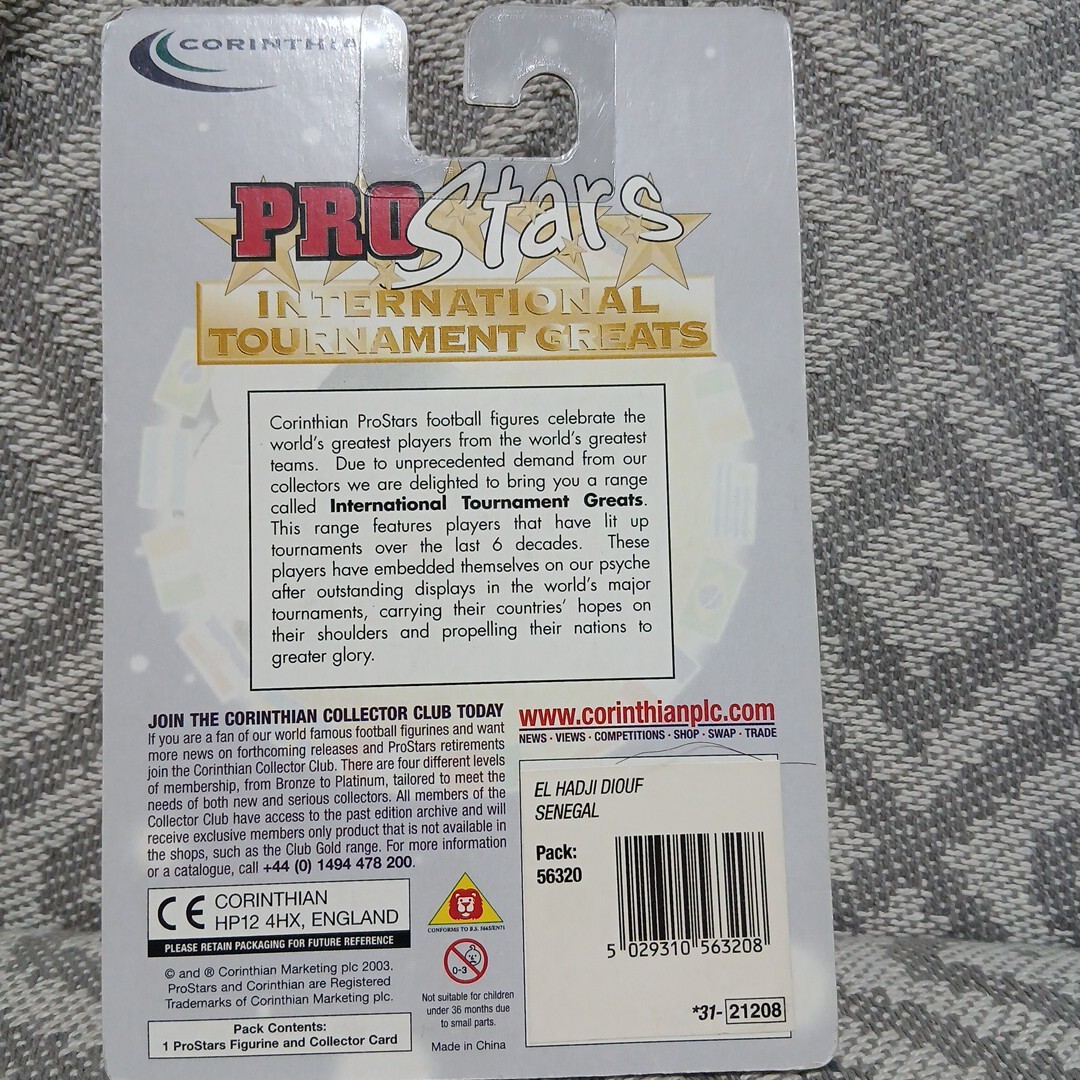 CORINTHIAN
PRO Stars
INTERNATIONAL
TOURNAMENT GREATS
Corinthian ProStars football figures celebrate the
world's greatest players from the world's greatest
teams. Due to unprecedented demand from our
collectors we are delighted to bring you a range
called International Tournament Greats.
This range features players that have lit up
tournaments over the last 6 decades. These
players have embedded themselves on our psyche
after outstanding displays in the world's major
tournaments, carrying their countries' hopes on
their shoulders and propelling their nations to
greater glory.
JOIN THE CORINTHIAN COLLECTOR CLUB TODAY
If you are a fan of our world famous football figurines and want
more news on forthcoming releases and ProStars retirements
join the Corinthian Collector Club. There are four different levels
of membership, from Bronze to Platinum, tailored to meet the
needs of both new and serious collectors. All members of the
Collector Club have access to the past edition archive and will
receive exclusive members only product that is not available in
the shops, such as the Club Gold range. For more information
or a catalogue, call +44 (0) 1494 478 200.
CE CORINTHIAN
HP12 4HX, ENGLAND
PLEASE RETAIN PACKAGING FOR FUTURE REFERENCE
© and ® Corinthian Marketing plc 2003.
ProStars and Corinthian are Registered
Trademarks of Corinthian Marketing plc.
Pack Contents:
1 ProStars Figurine and Collector Card
CONFORMS TO B.S. 5665/EN71
0-3
Not suitable for children
under 36 months due
to small parts.
Made in China
www.corinthianplc.com
NEWS · VIEWS · COMPETITIONS · SHOP · SWAP · TRADE
EL HADJI DIOUF
SENEGAL
Pack:
56320
5 029310 563208
*31- 21208